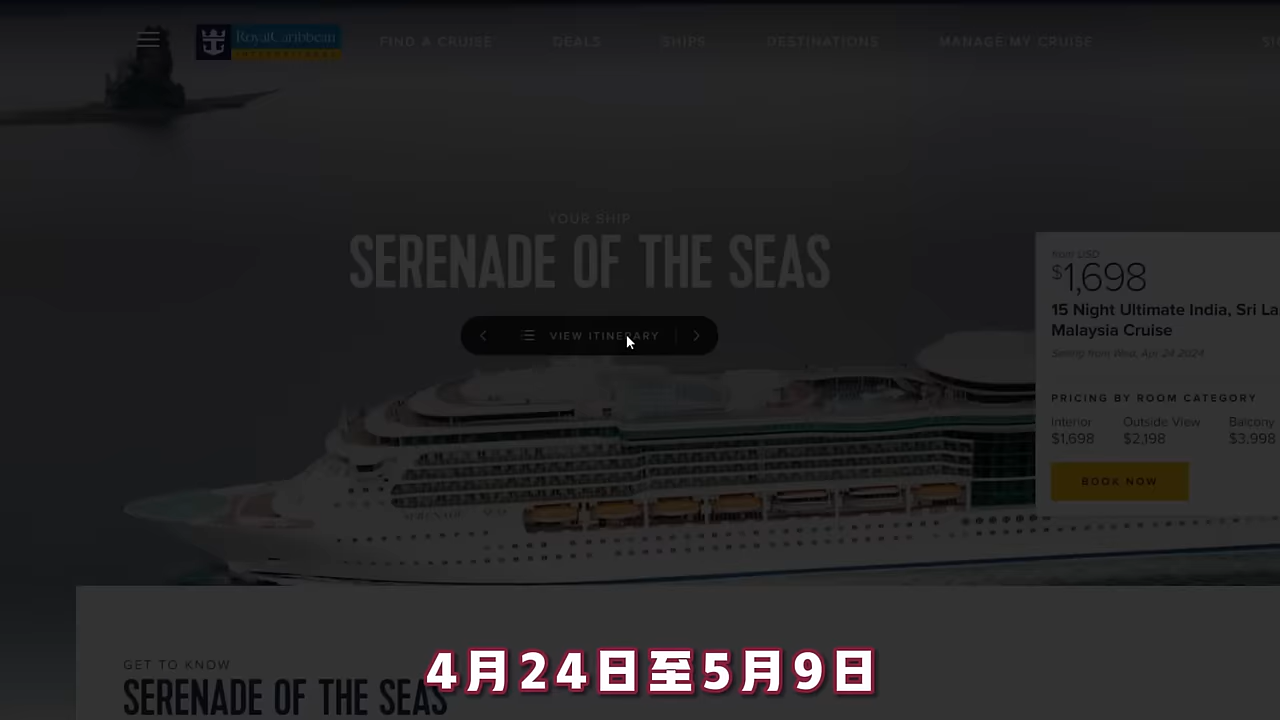 RoyalCaribbean
INTERNATIONAL
FIND A CRUISE
DEALS
SHIPS
DESTINATIONS
MANAGE MY CRUISE
YOUR SHIP
SERENADE OF THE SEAS
VIEW ITINERARY
from USD
$1,698
15 Night Ultimate India, Sri La
Malaysia Cruise
Sailing from Wed, Apr 24 2024
PRICING BY ROOM CATEGORY
Interior Outside View Balcony
$1,698 $2,198 $3,998
BOOK NOW
GET TO KNOW
SERENADE OF THE SEAS
4月24日至5月9日